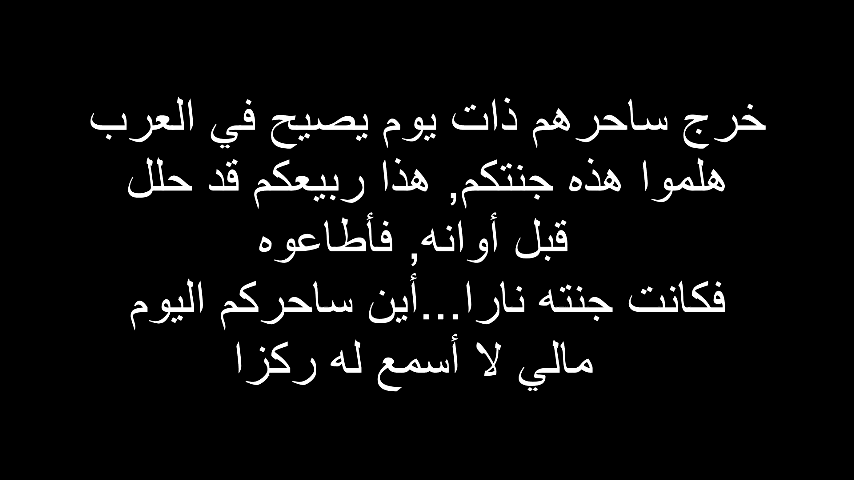 خرج ساحرهم ذات يوم يصيح في العرب
هلموا هذه جنتكم, هذا ربيعكم قد حلل
قبل أوانه, فأطاعوه
فكانت جنته نارا...أين ساحركم اليوم
مالي لا أسمع له ركزا